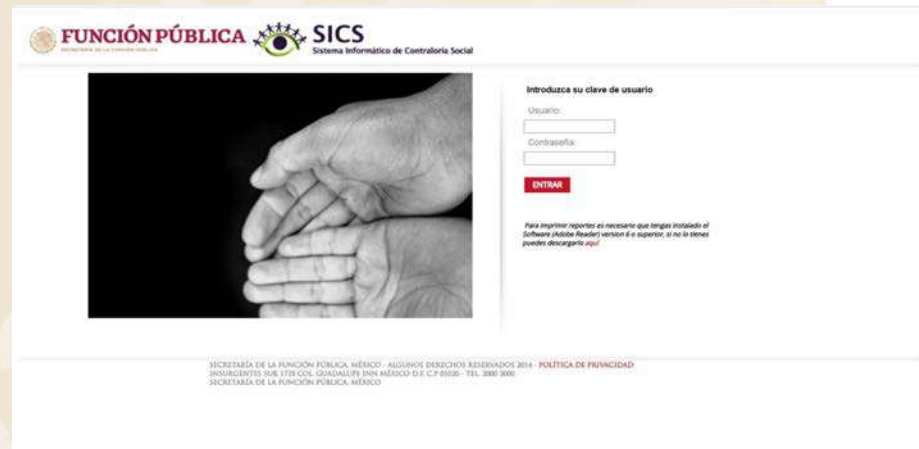 FUNCIÓN PÚBLICA
SECRETARÍA DE LA FUNCIÓN PÚBLICA
SICS
Sistema Informático de Contraloría Social
Introduzca su clave de usuario
Usuario:
Contraseña:
ENTRAR
Para imprimir reportes es necesario que tengas instalado el
Software (Adobe Reader) version 6 o superior, si no lo tienes
puedes descargarlo aquí
SECRETARÍA DE LA FUNCIÓN PÚBLICA, MÉXICO - ALGUNOS DERECHOS RESERVADOS 2014 - POLÍTICA DE PRIVACIDAD
INSURGENTES SUR 1735 COL. GUADALUPE INN MÉXICO D.F. C.P 01020 - TEL. 2000 3000
SECRETARÍA DE LA FUNCIÓN PÚBLICA, MÉXICO